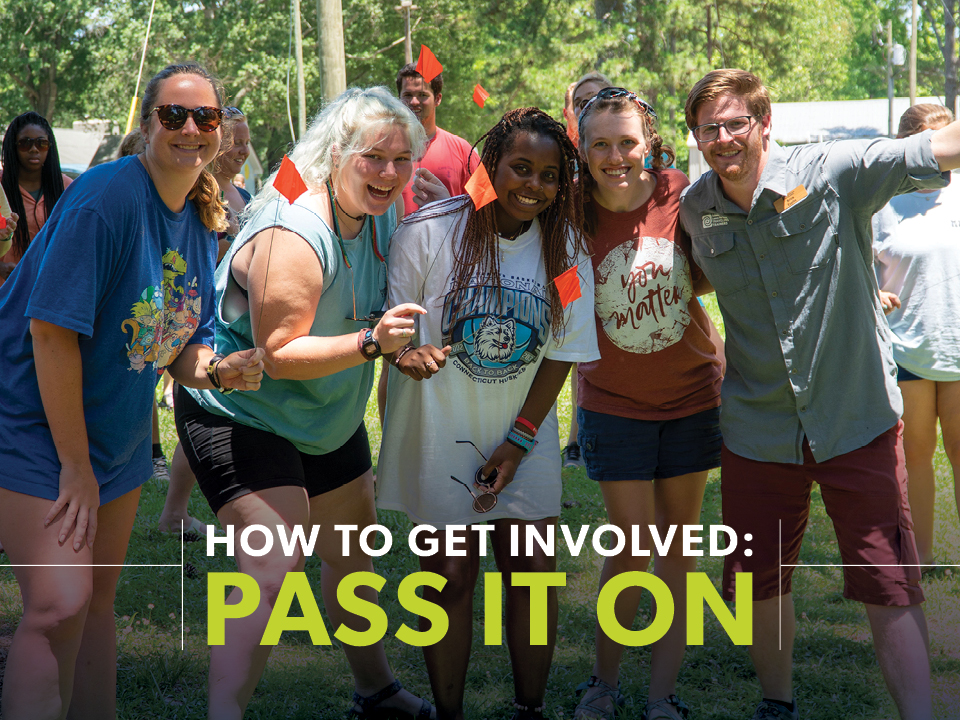 you
matter
CHAMPIONS
BACK TO BACK
CONNECTICUT HUSKIES
HOW TO GET INVOLVED:
PASS IT ON